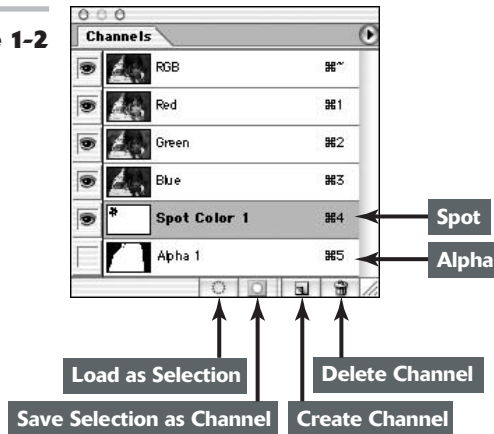 e 1-2
Channels
RGB ⌘~
Red ⌘1
Green ⌘2
Blue ⌘3
Spot Color 1 ⌘4
Alpha 1 ⌘5
Spot
Alpha
Load as Selection
Delete Channel
Save Selection as Channel
Create Channel